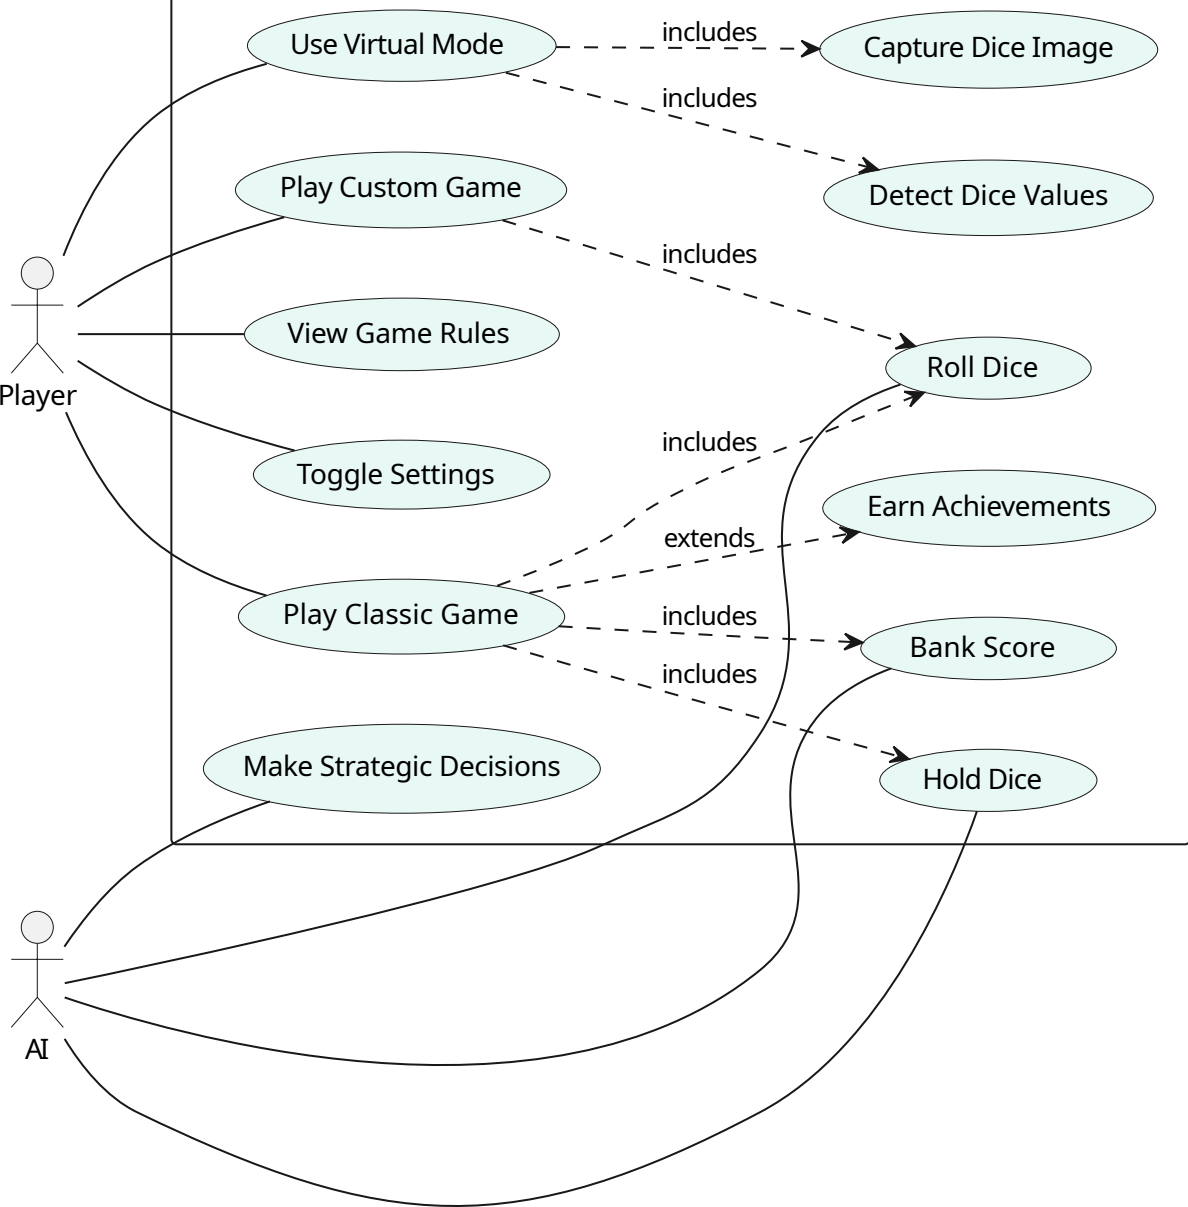 Use Virtual Mode
includes
Capture Dice Image
includes
Play Custom Game
Detect Dice Values
includes
View Game Rules
Roll Dice
Player
includes
Toggle Settings
Earn Achievements
extends
Play Classic Game
includes
Bank Score
includes
Make Strategic Decisions
Hold Dice
AI